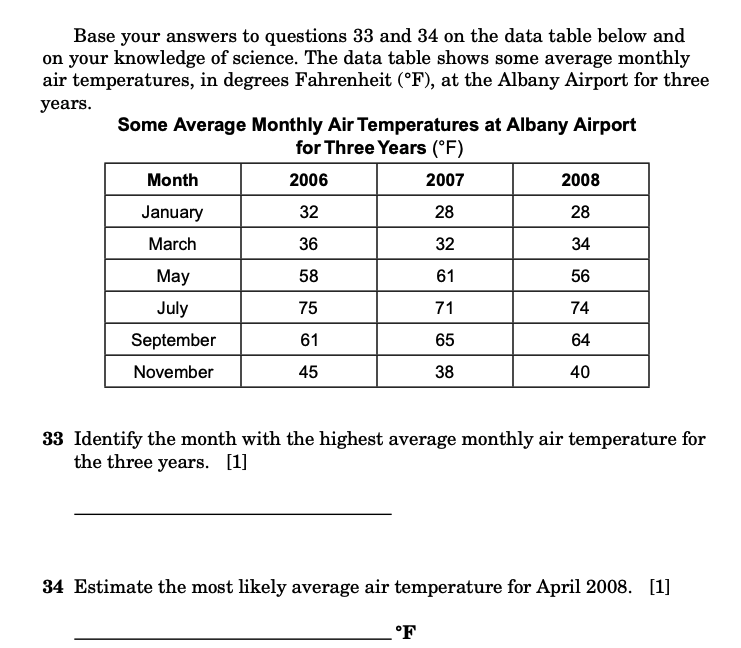 Base your answers to questions 33 and 34 on the data table below and
on your knowledge of science. The data table shows some average monthly
air temperatures, in degrees Fahrenheit (°F), at the Albany Airport for three
years.
Some Average Monthly Air Temperatures at Albany Airport
for Three Years (°F)
Month 2006 2007 2008
January 32 28 28
March 36 32 34
May 58 61 56
July 75 71 74
September 61 65 64
November 45 38 40
33 Identify the month with the highest average monthly air temperature for
the three years. [1]
34 Estimate the most likely average air temperature for April 2008. [1]
°F